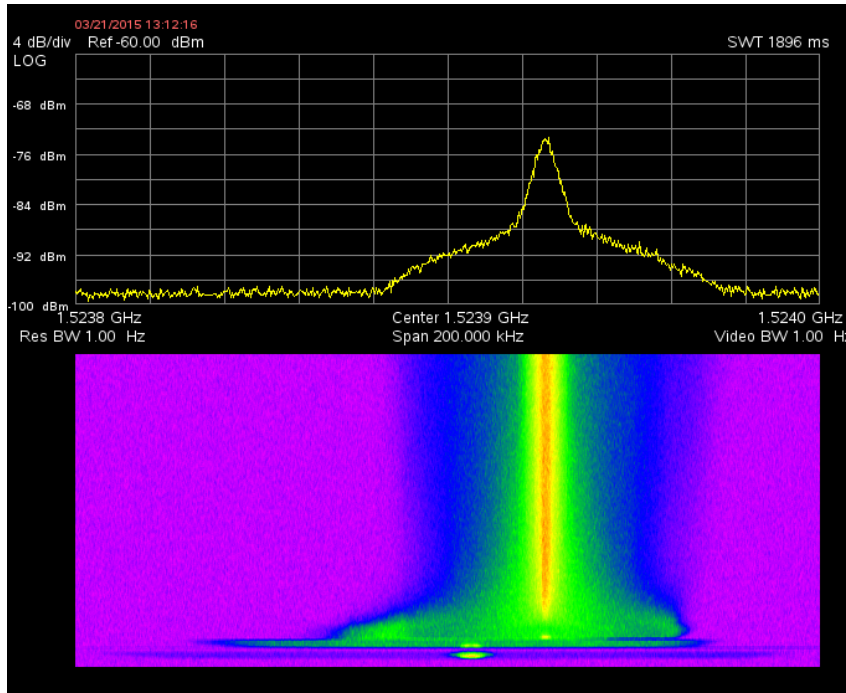 03/21/2015 13:12:16
4 dB/div Ref -60.00 dBm SWT 1896 ms
LOG
-68 dBm
-76 dBm
-84 dBm
-92 dBm
-100 dBm
1.5238 GHz Center 1.5239 GHz 1.5240 GHz
Res BW 1.00 Hz Span 200.000 kHz Video BW 1.00 Hz